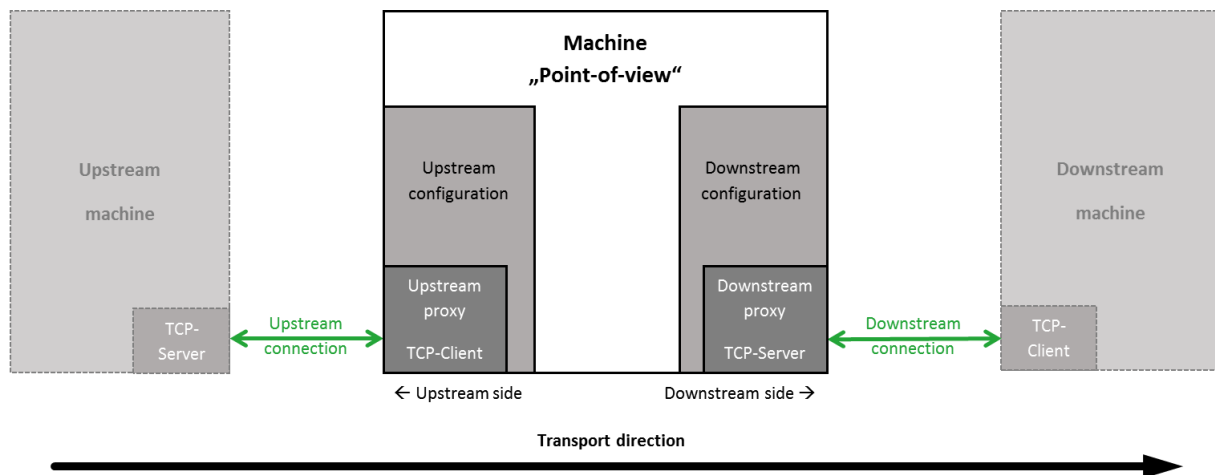 Machine
„Point-of-view“
Upstream
machine
TCP-
Server
Upstream
connection
Upstream
configuration
Upstream
proxy
TCP-Client
Downstream
configuration
Downstream
proxy
TCP-Server
Downstream
connection
Downstream
machine
TCP-
Client
← Upstream side
Downstream side →
Transport direction